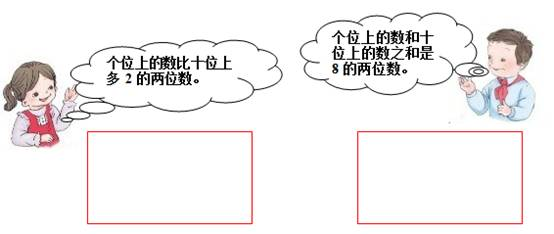 个位上的数比十位上
多 2 的两位数。
个位上的数和十
位上的数之和是
8 的两位数。